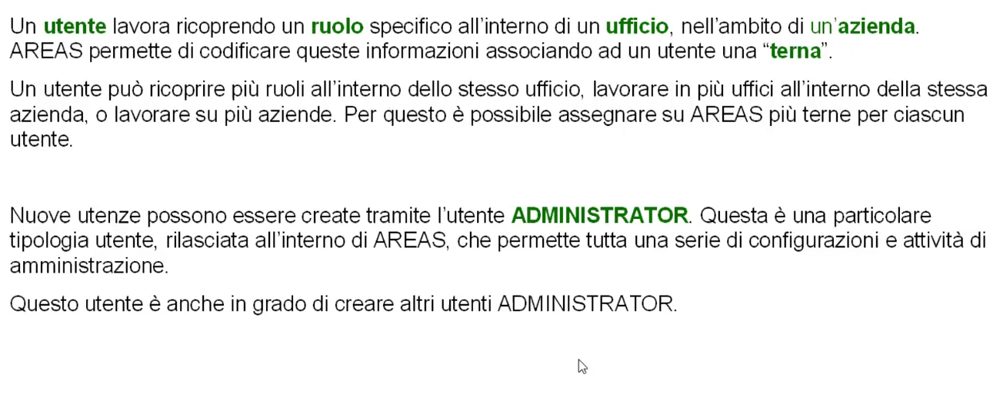 Un utente lavora ricoprendo un ruolo specifico all’interno di un ufficio, nell’ambito di un’azienda.
AREAS permette di codificare queste informazioni associando ad un utente una “terna”.
Un utente può ricoprire più ruoli all’interno dello stesso ufficio, lavorare in più uffici all’interno della stessa
azienda, o lavorare su più aziende. Per questo è possibile assegnare su AREAS più terne per ciascun
utente.
Nuove utenze possono essere create tramite l’utente ADMINISTRATOR. Questa è una particolare
tipologia utente, rilasciata all’interno di AREAS, che permette tutta una serie di configurazioni e attività di
amministrazione.
Questo utente è anche in grado di creare altri utenti ADMINISTRATOR.